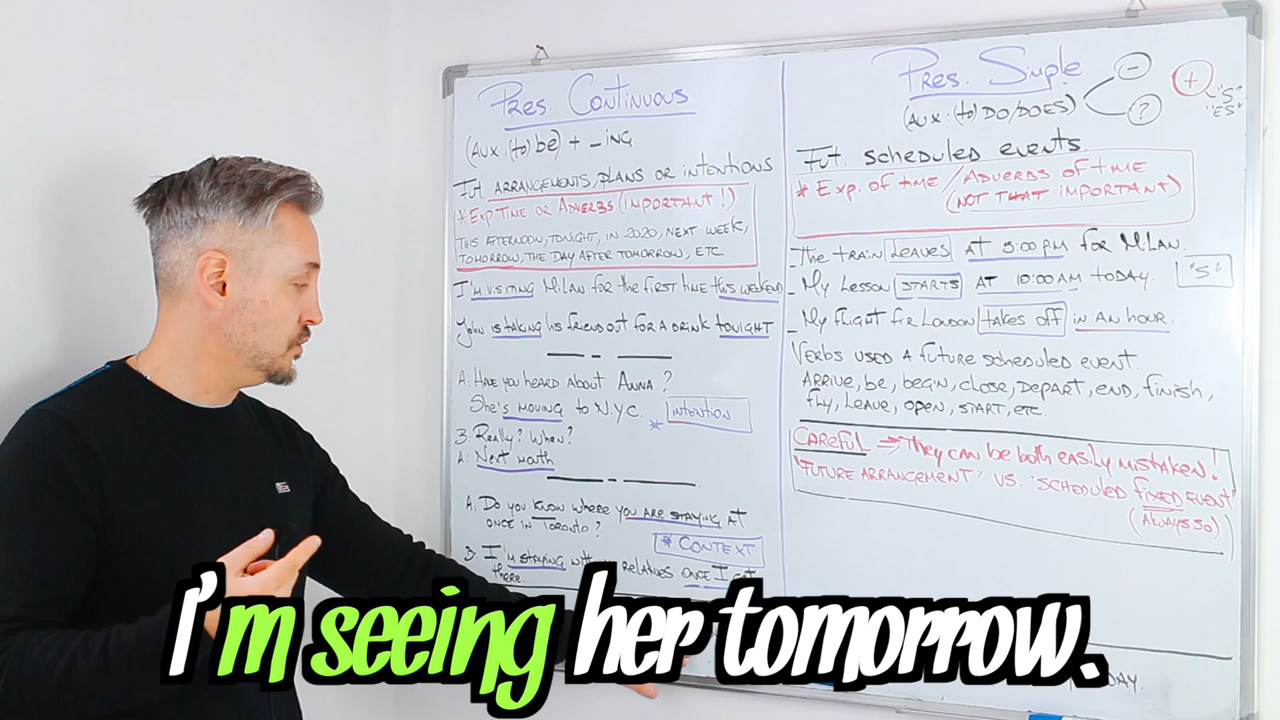 Pres. Continuous
(Aux: (to) be) + -ing
Fut. arrangements, plans or intentions
* Exp. Time or Adverbs (important!)
This afternoon, tonight, in 2020, next week,
tomorrow, the day after tomorrow, etc.
I'm visiting Milan for the first time this weekend
John is taking his friend out for a drink tonight
A: Have you heard about Anna?
She's moving to N.Y.C.
* intention
B: Really? When?
A: Next month
A: Do you know where you are staying at
once in Toronto?
* Context
B: I'm staying with my relatives once I get
there.
Pres. Simple
(Aux: (to) DO/DOES)
-
?
+
"S"
"ES"
Fut. scheduled events.
* Exp. of time / Adverbs of time
(not that important)
- The train leaves at 5:00 pm for Milan.
- My lesson starts at 10:00 am today.
"S"
- My flight fir London takes off in an hour.
Verbs used a future scheduled event.
Arrive, be, begin, close, depart, end, finish,
fly, leave, open, start, etc.
Careful → They can be both easily mistaken!
"Future arrangement" vs. "scheduled fixed event"
(always so)
I'm seeing her tomorrow.